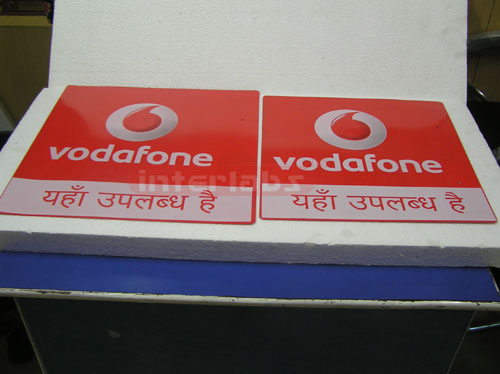 vodafone
यहाँ उपलब्ध है
vodafone
यहाँ उपलब्ध है
interlabs